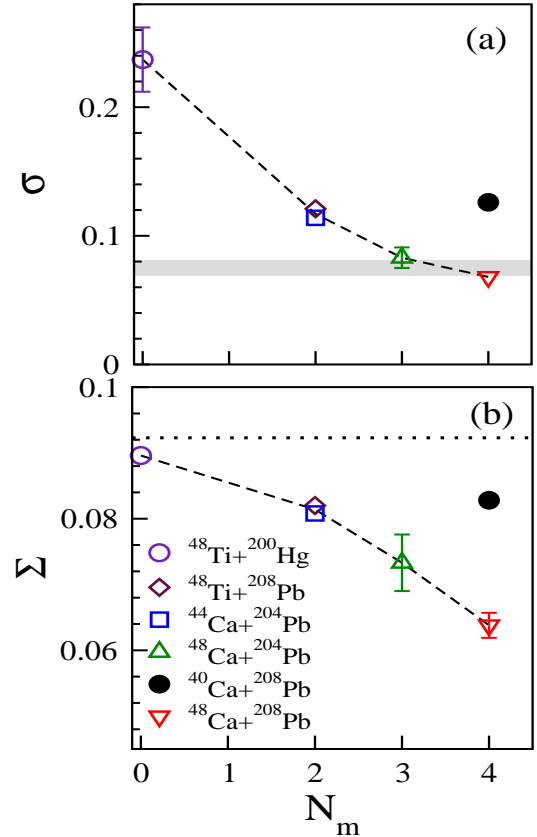 (a)
0.2
σ
0.1
0
0.1
(b)
0.08
Σ
0.06
⁴⁸Ti+²⁰⁰Hg
⁴⁸Ti+²⁰⁸Pb
⁴⁴Ca+²⁰⁴Pb
⁴⁸Ca+²⁰⁴Pb
⁴⁰Ca+²⁰⁸Pb
⁴⁸Ca+²⁰⁸Pb
0 1 2 3 4
Nₘ